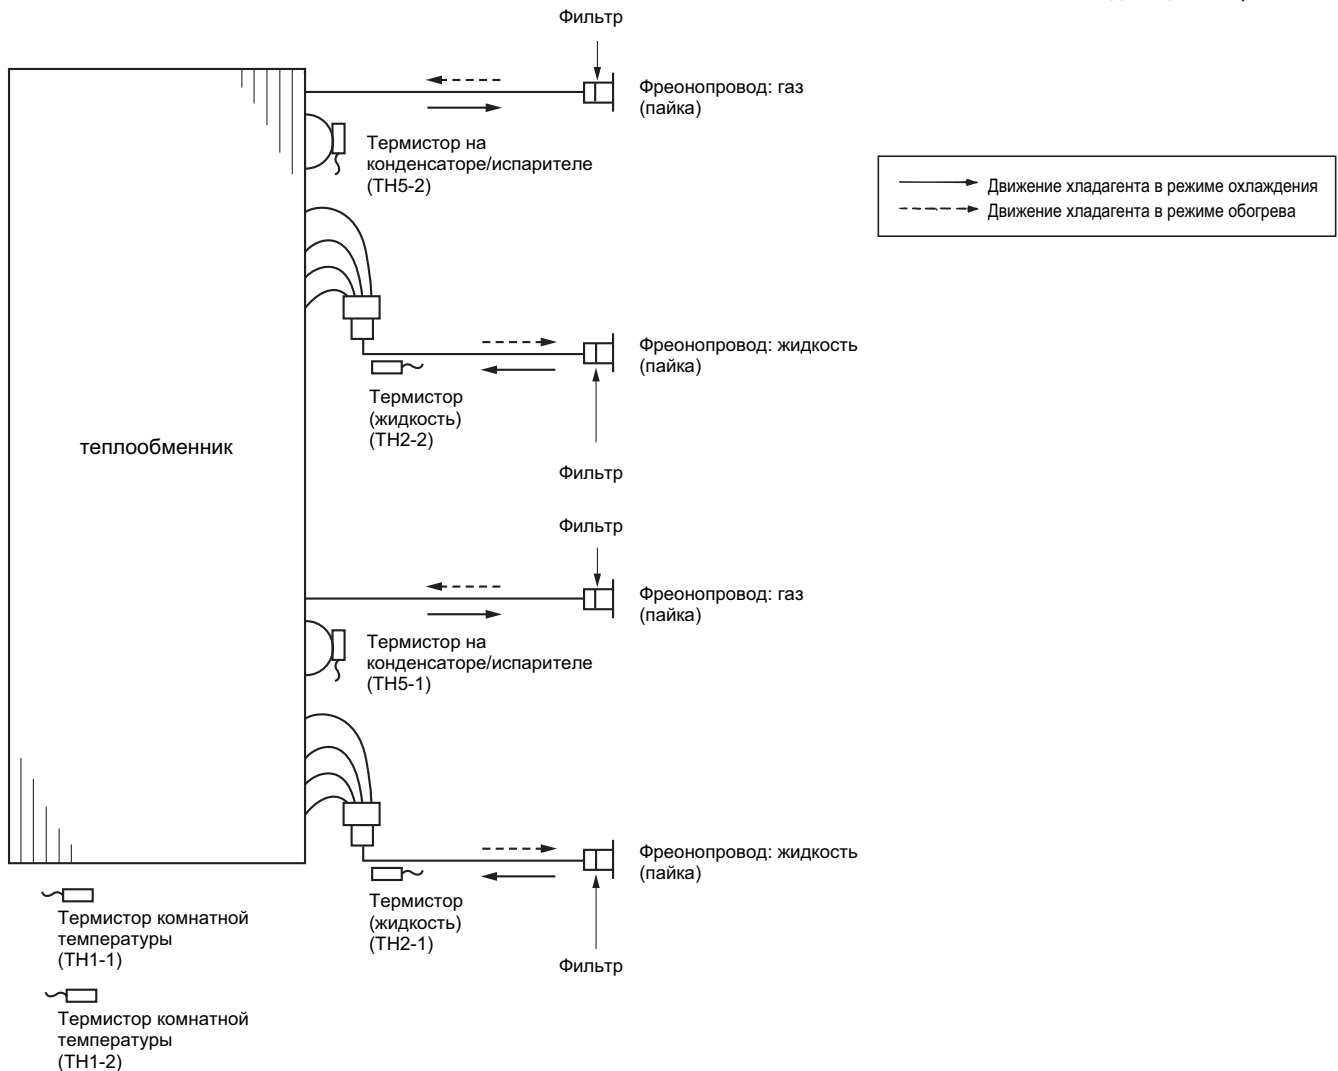 Фильтр
Фреонопровод: газ
(пайка)
Термистор на
конденсаторе/испарителе
(TH5-2)
Движение хладагента в режиме охлаждения
Движение хладагента в режиме обогрева
Фреонопровод: жидкость
(пайка)
Термистор
(жидкость)
(TH2-2)
теплообменник
Фильтр
Фильтр
Фреонопровод: газ
(пайка)
Термистор на
конденсаторе/испарителе
(TH5-1)
Фреонопровод: жидкость
(пайка)
Термистор
(жидкость)
(TH2-1)
Фильтр
Термистор комнатной
температуры
(TH1-1)
Термистор комнатной
температуры
(TH1-2)